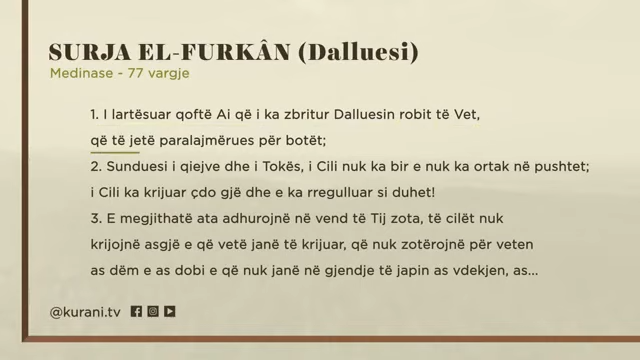 SURJA EL-FURKÂN (Dalluesi)
Medinase - 77 vargje
1. I lartësuar qoftë Ai që i ka zbritur Dalluesin robit të Vet,
që të jetë paralajmërues për botët;
2. Sunduesi i qiejve dhe i Tokës, i Cili nuk ka bir e nuk ka ortak në pushtet;
i Cili ka krijuar çdo gjë dhe e ka rregulluar si duhet!
3. E megjithatë ata adhurojnë në vend të Tij zota, të cilët nuk
krijojnë asgjë e që vetë janë të krijuar, që nuk zotërojnë për veten
as dëm e as dobi e që nuk janë në gjendje të japin as vdekjen, as...
@kurani.tv